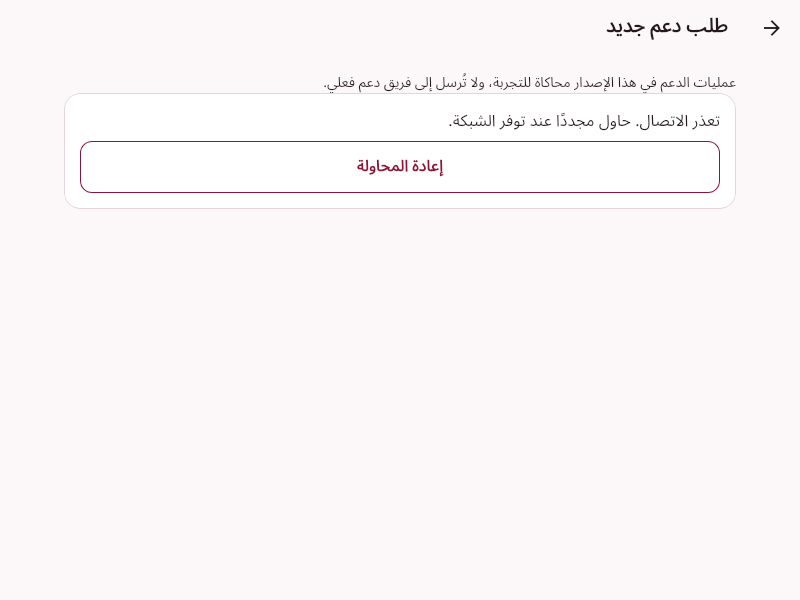 طلب دعم جديد
عمليات الدعم في هذا الإصدار محاكاة للتجربة، ولا تُرسل إلى فريق دعم فعلي.
تعذر الاتصال. حاول مجددًا عند توفر الشبكة.
إعادة المحاولة